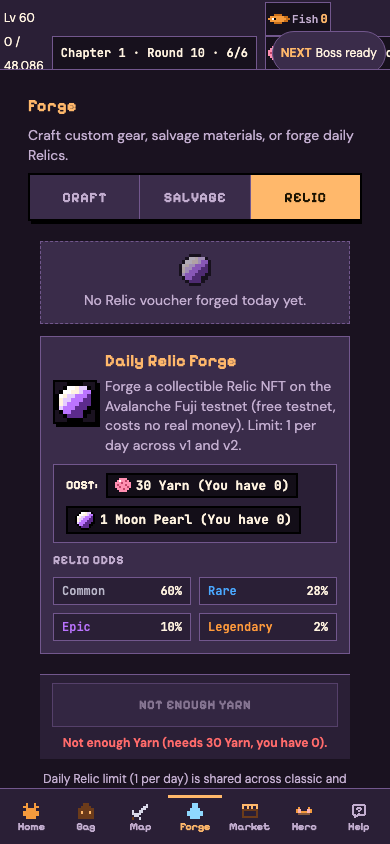 Lv 60
0 /
48,086
Chapter 1 · Round 10 · 6/6
Fish 0
NEXT Boss ready
Forge
Craft custom gear, salvage materials, or forge daily
Relics.
CRAFT
SALVAGE
RELIC
No Relic voucher forged today yet.
Daily Relic Forge
Forge a collectible Relic NFT on the
Avalanche Fuji testnet (free testnet,
costs no real money). Limit: 1 per
day across v1 and v2.
COST:
30 Yarn (You have 0)
1 Moon Pearl (You have 0)
RELIC ODDS
Common 60%
Rare 28%
Epic 10%
Legendary 2%
NOT ENOUGH YARN
Not enough Yarn (needs 30 Yarn, you have 0).
Daily Relic limit (1 per day) is shared across classic and
Home
Bag
Map
Forge
Market
Hero
Help